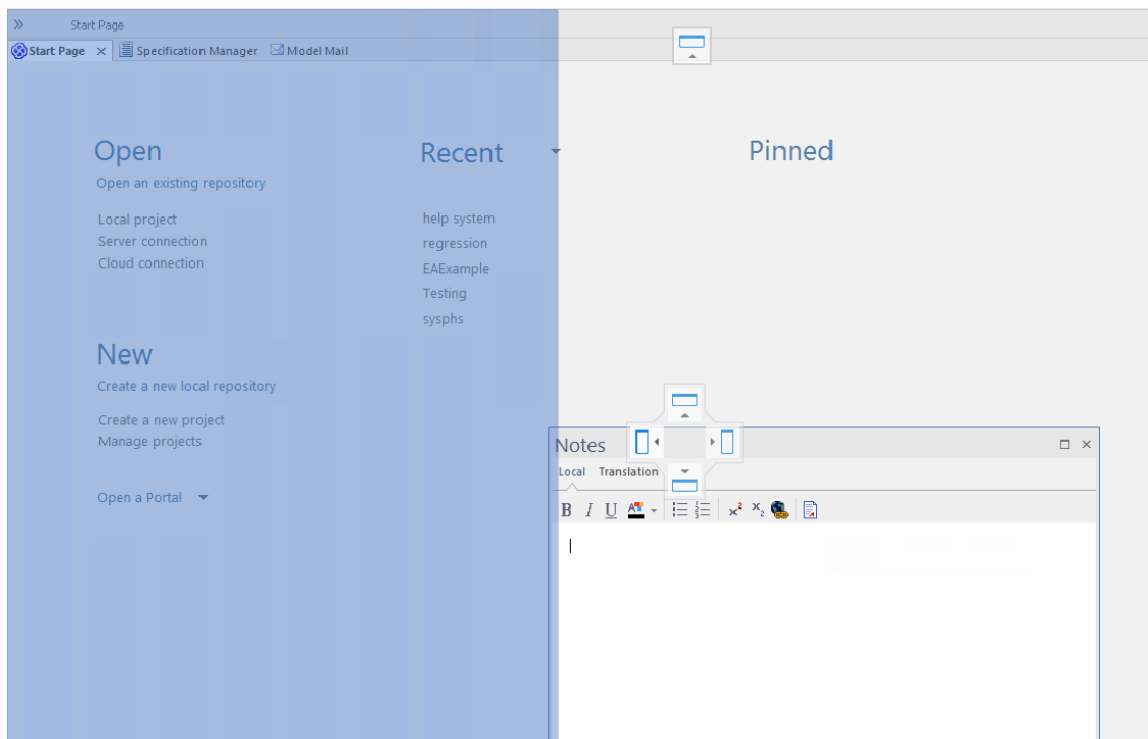 Start Page
Start Page Specification Manager Model Mail
Open
Open an existing repository
Local project
Server connection
Cloud connection
New
Create a new local repository
Create a new project
Manage projects
Open a Portal
Recent
help system
regression
EAExample
Testing
sysphs
Pinned
Notes
Local Translation
B I U A x² x₂